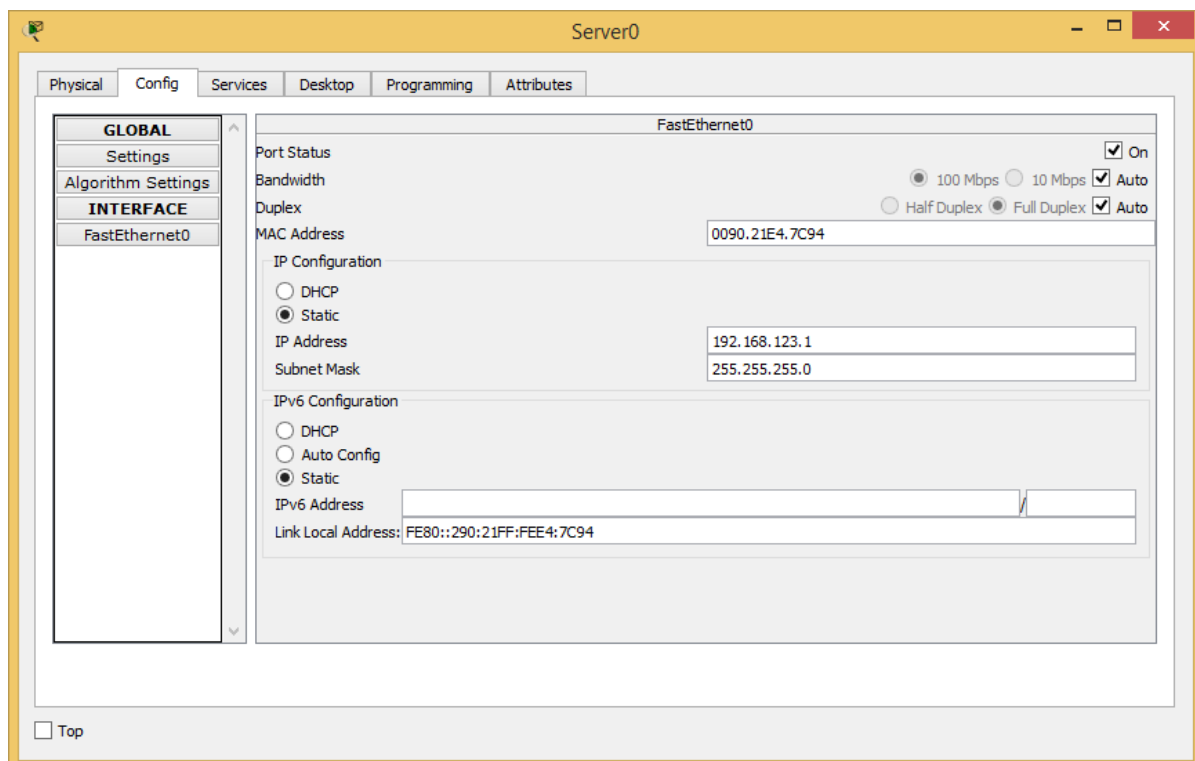 Server0
Physical Config Services Desktop Programming Attributes
GLOBAL
Settings
Algorithm Settings
INTERFACE
FastEthernet0
FastEthernet0
Port Status On
Bandwidth 100 Mbps 10 Mbps Auto
Duplex Half Duplex Full Duplex Auto
MAC Address 0090.21E4.7C94
IP Configuration
DHCP
Static
IP Address 192.168.123.1
Subnet Mask 255.255.255.0
IPv6 Configuration
DHCP
Auto Config
Static
IPv6 Address /
Link Local Address: FE80::290:21FF:FEE4:7C94
Top